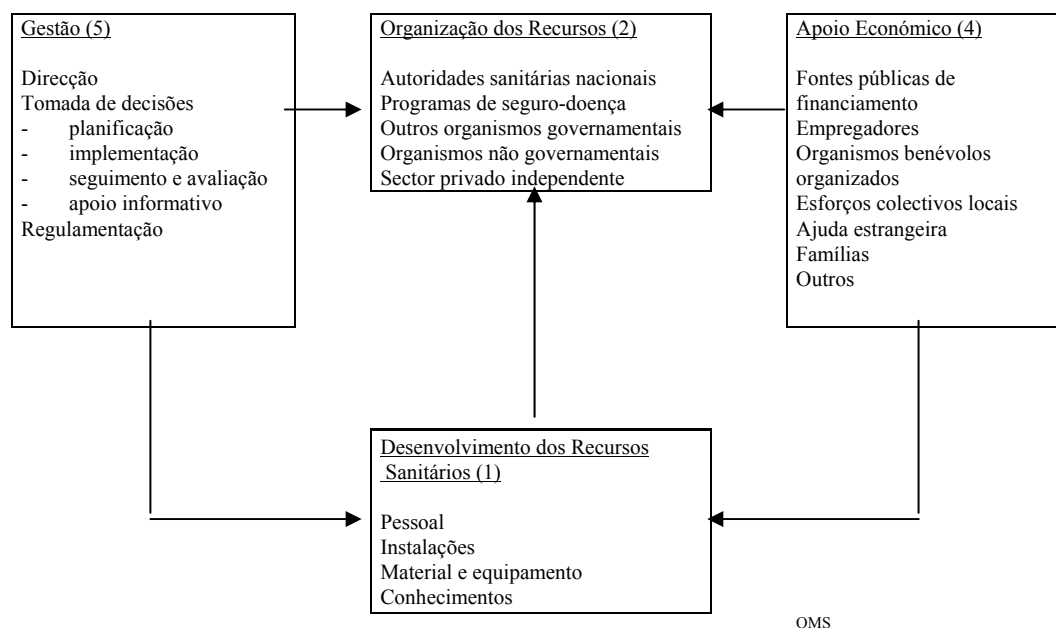 Gestão (5)

Direcção
Tomada de decisões
- planificação
- implementação
- seguimento e avaliação
- apoio informativo
Regulamentação

Organização dos Recursos (2)

Autoridades sanitárias nacionais
Programas de seguro-doença
Outros organismos governamentais
Organismos não governamentais
Sector privado independente

Apoio Económico (4)

Fontes públicas de
financiamento
Empregadores
Organismos benévolos
organizados
Esforços colectivos locais
Ajuda estrangeira
Famílias
Outros

Desenvolvimento dos Recursos
Sanitários (1)

Pessoal
Instalações
Material e equipamento
Conhecimentos

OMS